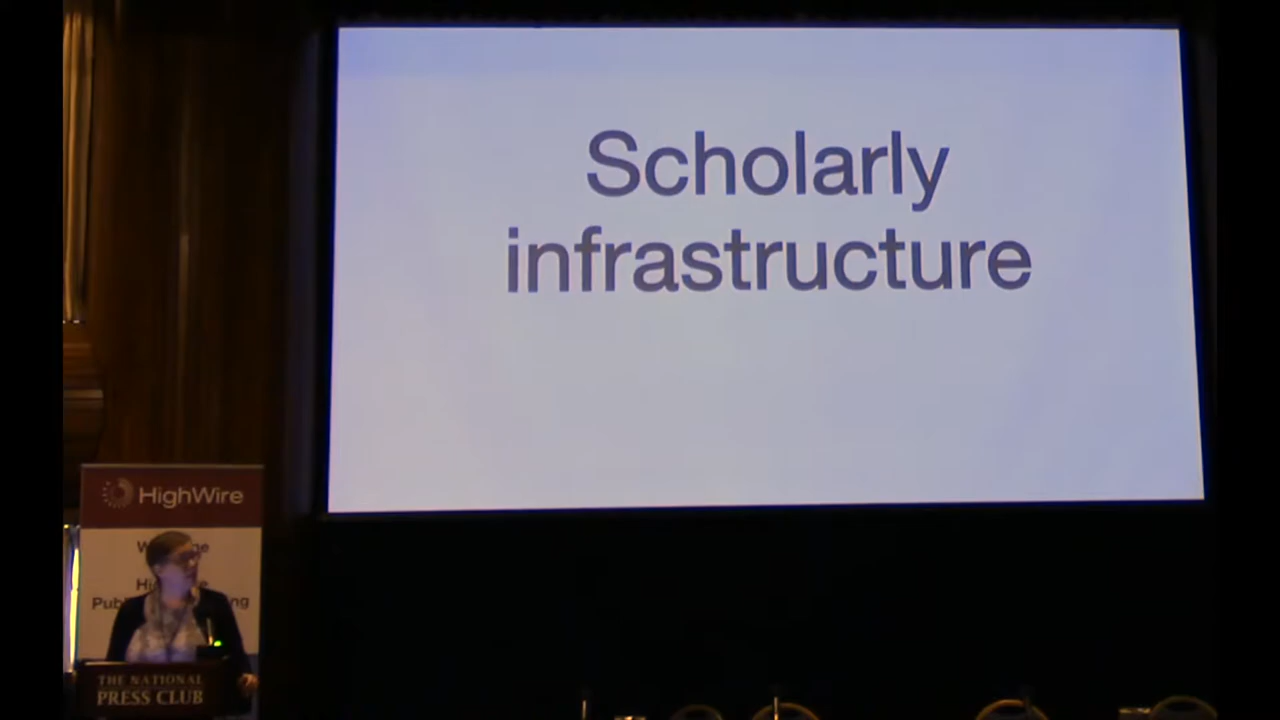 Scholarly
infrastructure
HighWire
THE NATIONAL
PRESS CLUB